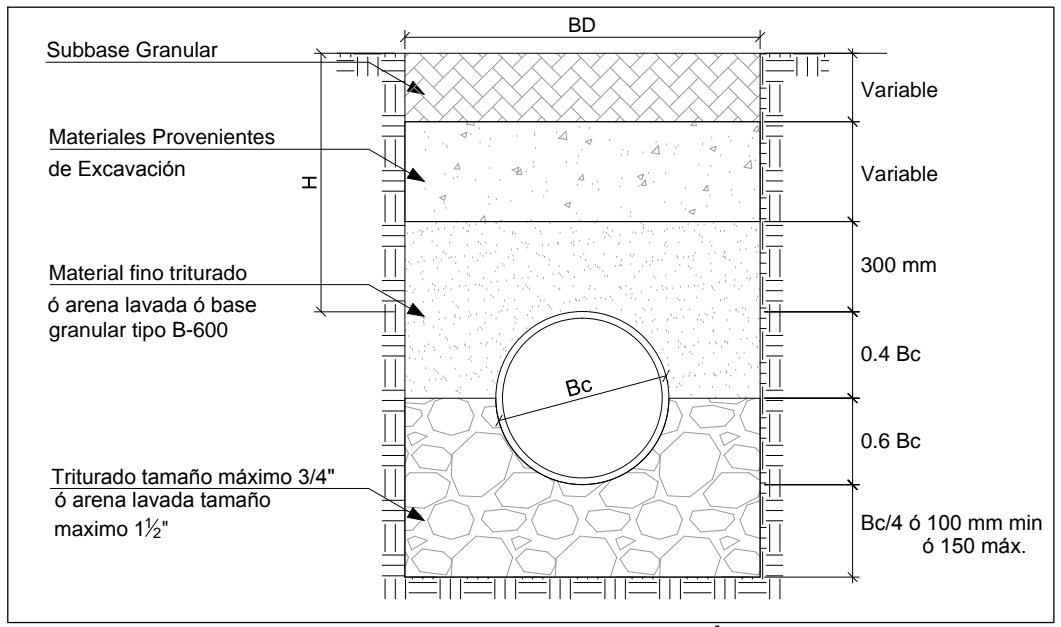 BD
Subbase Granular
Variable
Materiales Provenientes
de Excavación
Variable
H
Material fino triturado
ó arena lavada ó base
granular tipo B-600
300 mm
Bc
0.4 Bc
0.6 Bc
Triturado tamaño máximo 3/4"
ó arena lavada tamaño
maximo 1½"
Bc/4 ó 100 mm min
ó 150 máx.